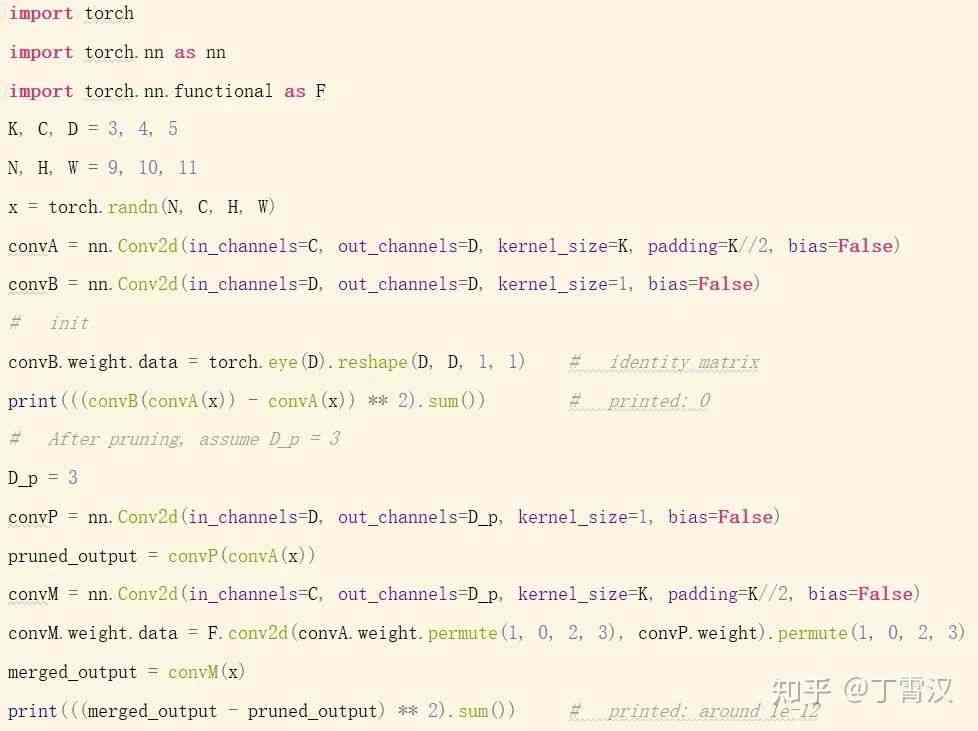 import torch
import torch.nn as nn
import torch.nn.functional as F
K, C, D = 3, 4, 5
N, H, W = 9, 10, 11
x = torch.randn(N, C, H, W)
convA = nn.Conv2d(in_channels=C, out_channels=D, kernel_size=K, padding=K//2, bias=False)
convB = nn.Conv2d(in_channels=D, out_channels=D, kernel_size=1, bias=False)
#   init
convB.weight.data = torch.eye(D).reshape(D, D, 1, 1)    #   identity matrix
print(((convB(convA(x)) - convA(x)) ** 2).sum())        #   printed: 0
#   After pruning, assume D_p = 3
D_p = 3
convP = nn.Conv2d(in_channels=D, out_channels=D_p, kernel_size=1, bias=False)
pruned_output = convP(convA(x))
convM = nn.Conv2d(in_channels=C, out_channels=D_p, kernel_size=K, padding=K//2, bias=False)
convM.weight.data = F.conv2d(convA.weight.permute(1, 0, 2, 3), convP.weight).permute(1, 0, 2, 3)
merged_output = convM(x)
print(((merged_output - pruned_output) ** 2).sum())     #   printed: around 1e-12
知乎 @丁霄汉